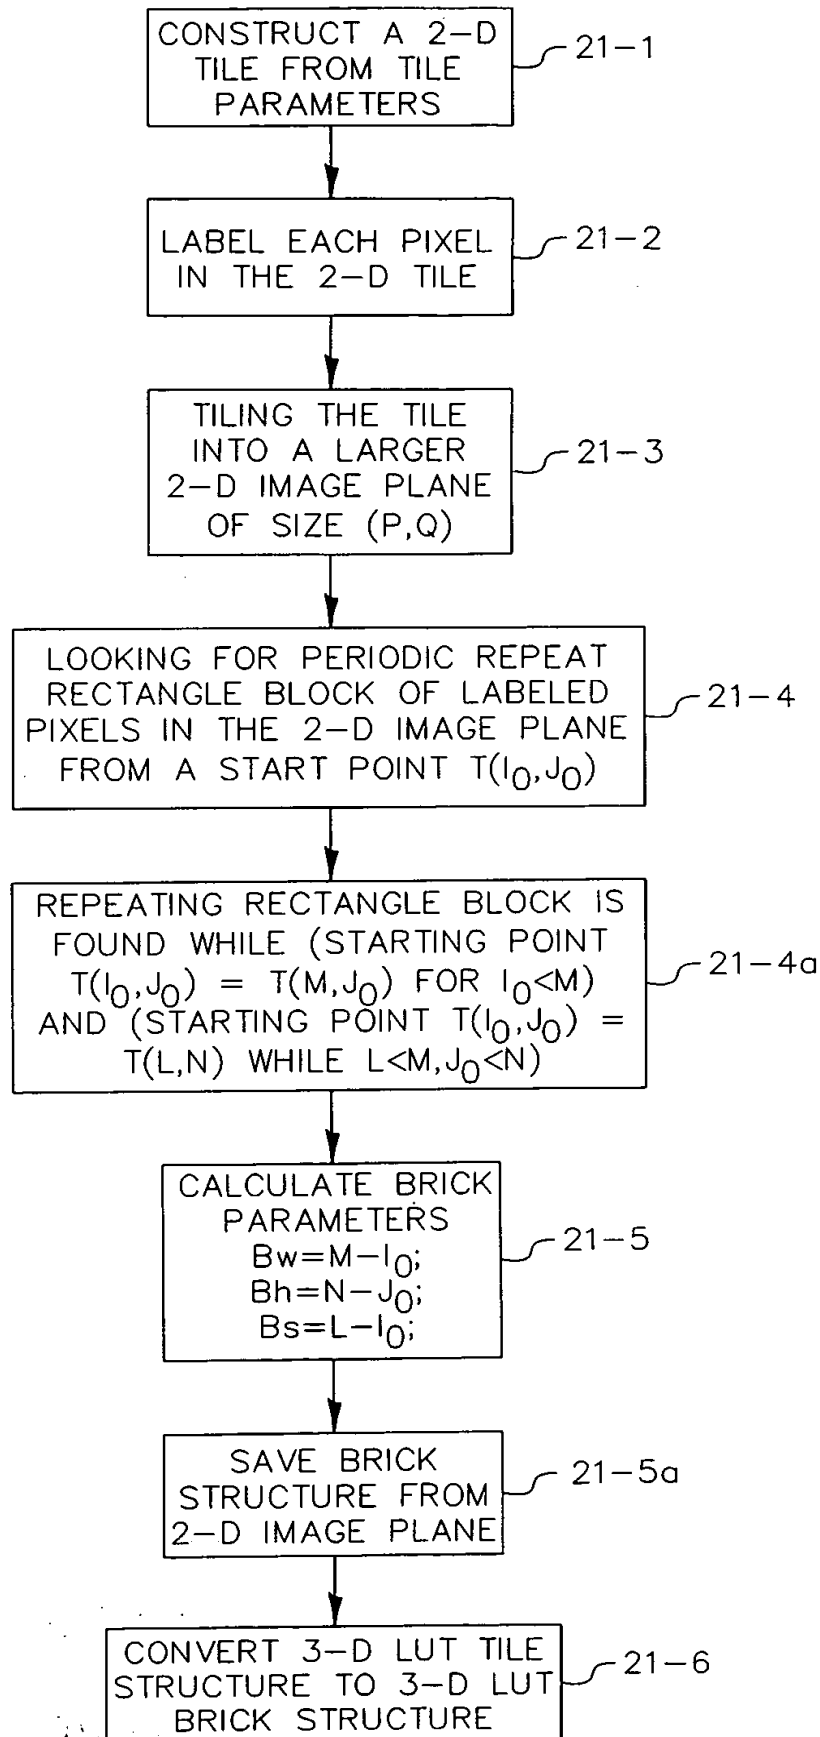 CONSTRUCT A 2-D
TILE FROM TILE
PARAMETERS
21-1
LABEL EACH PIXEL
IN THE 2-D TILE
21-2
TILING THE TILE
INTO A LARGER
2-D IMAGE PLANE
OF SIZE (P,Q)
21-3
LOOKING FOR PERIODIC REPEAT
RECTANGLE BLOCK OF LABELED
PIXELS IN THE 2-D IMAGE PLANE
FROM A START POINT T(I₀,J₀)
21-4
REPEATING RECTANGLE BLOCK IS
FOUND WHILE (STARTING POINT
T(I₀,J₀) = T(M,J₀) FOR I₀<M)
AND (STARTING POINT T(I₀,J₀) =
T(L,N) WHILE L<M,J₀<N)
21-4a
CALCULATE BRICK
PARAMETERS
Bw=M-I₀;
Bh=N-J₀;
Bs=L-I₀;
21-5
SAVE BRICK
STRUCTURE FROM
2-D IMAGE PLANE
21-5a
CONVERT 3-D LUT TILE
STRUCTURE TO 3-D LUT
BRICK STRUCTURE
21-6